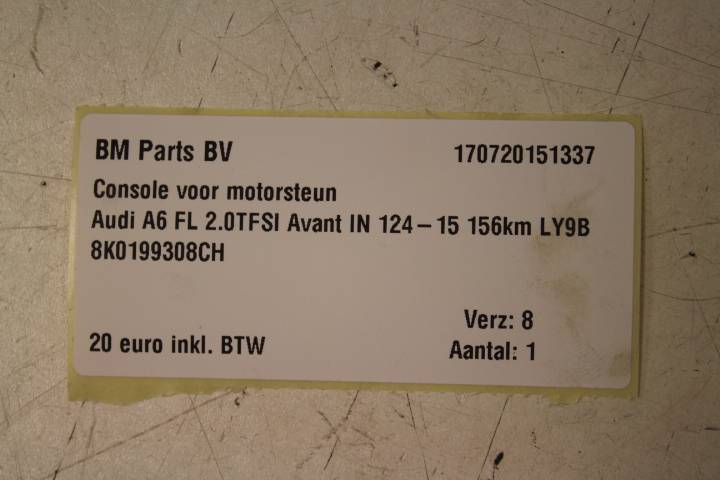 BM Parts BV 170720151337
Console voor motorsteun
Audi A6 FL 2.0TFSI Avant IN 124-15 156km LY9B
8K0199308CH
Verz: 8
20 euro inkl. BTW Aantal: 1